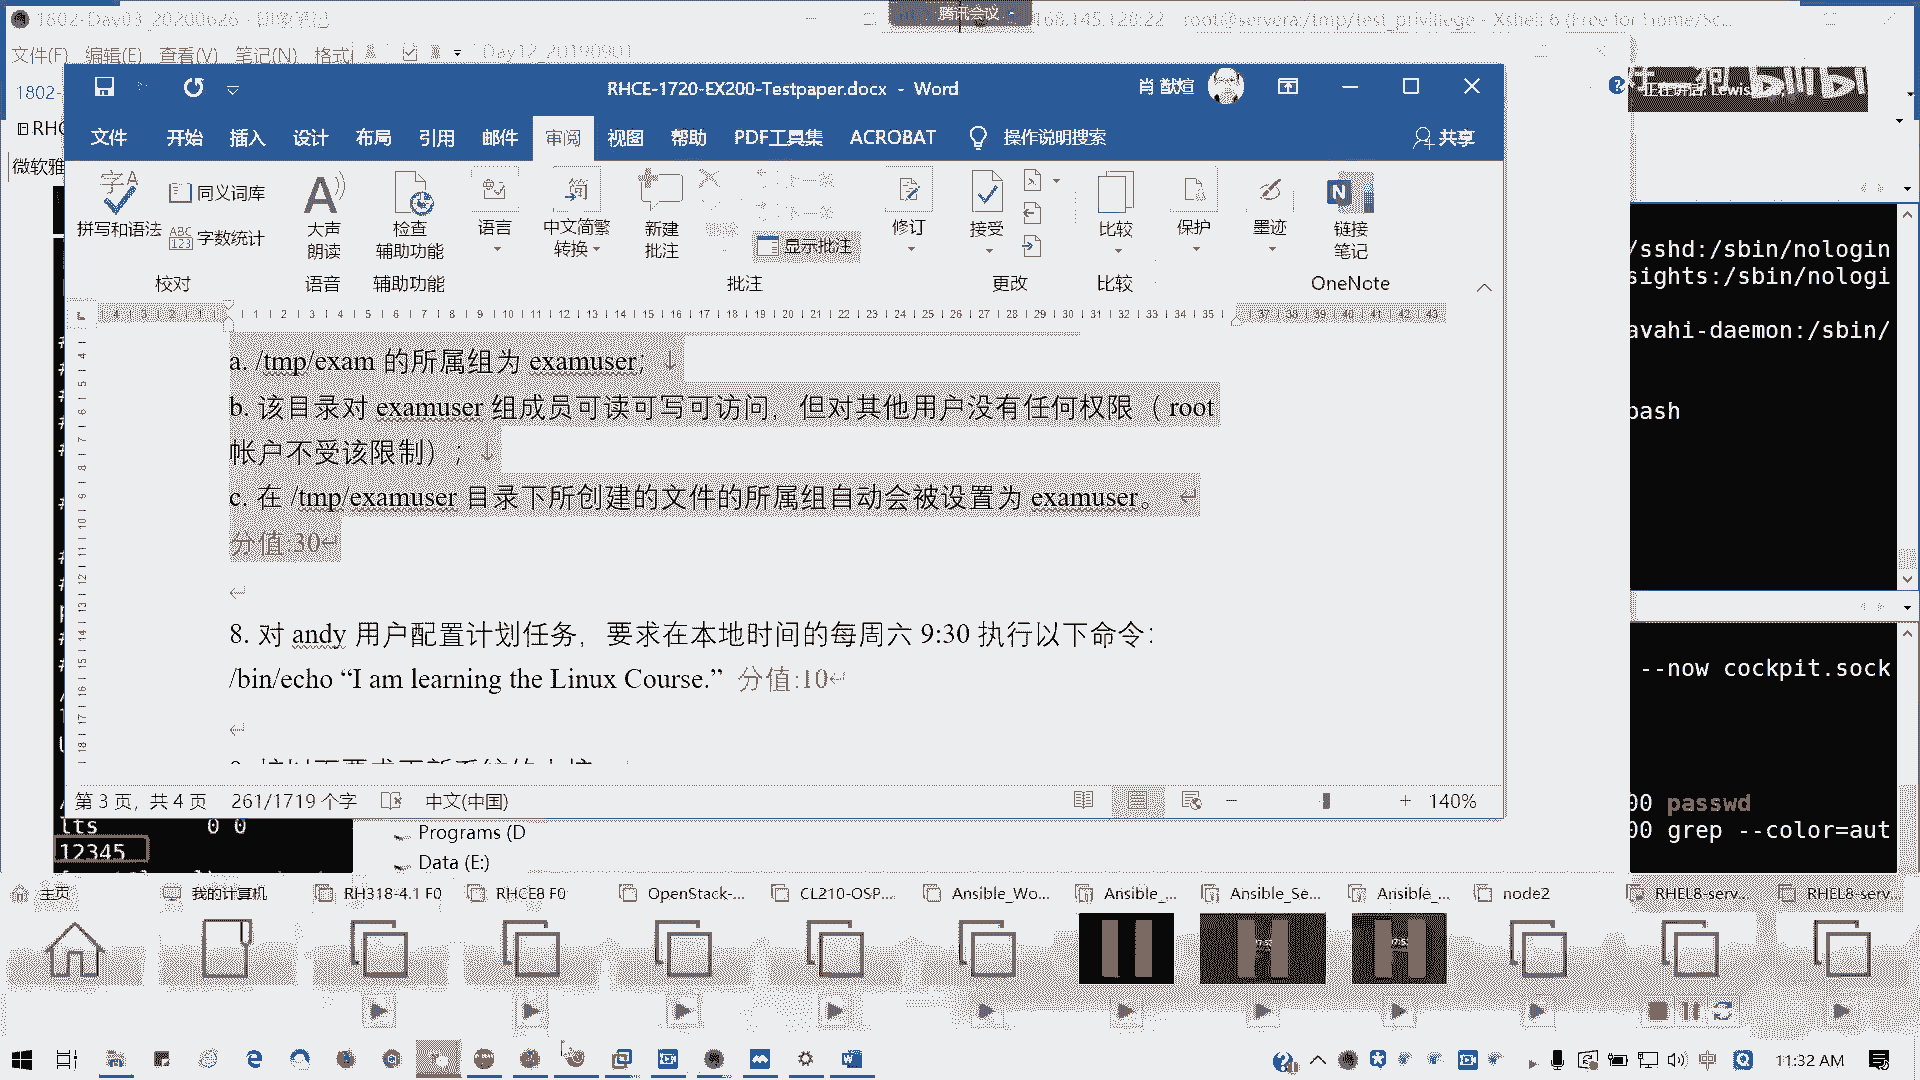 1802-Day03_20200626 - 印象笔记
腾讯会议
168.145.128:22
root@servera:/tmp/test_priviliege - Xshell 6 (Free for Home/Sc...
文件(F) 编辑(E) 查看(V) 笔记(N) 格式
Day12_20190901
1802-
RHCE-1720-EX200-Testpaper.docx - Word
肖
正在讲话: Lewis
bilibili
RHC
微软雅
文件 开始 插入 设计 布局 引用 邮件 审阅 视图 帮助 PDF工具集 ACROBAT 操作说明搜索 共享
拼写和语法
同义词库
ABC 123 字数统计
校对
大声朗读
语音
检查辅助功能
辅助功能
语言
中文简繁转换
新建批注
上一条
下一条
显示批注
批注
修订
接受
更改
比较
比较
保护
墨迹
链接笔记
OneNote
a. /tmp/exam 的所属组为 examuser；
b. 该目录对 examuser 组成员可读可写可访问，但对其他用户没有任何权限（ root
帐户不受该限制）；
c. 在 /tmp/examuser 目录下所创建的文件的所属组自动会被设置为 examuser。
分值:30
8. 对 andy 用户配置计划任务，要求在本地时间的每周六 9:30 执行以下命令：
/bin/echo “I am learning the Linux Course.” 分值:10
第 3 页，共 4 页 261/1719 个字 中文(中国) 140%
/sshd:/sbin/nologin
sights:/sbin/nologi
avahi-daemon:/sbin/
bash
--now cockpit.sock
00 passwd
00 grep --color=aut
lts 0 0
12345
Programs (D
Data (E:)
主页 我的计算机 RH318-4.1 F0 RHCE8 F0 OpenStack-... CL210-OSP... Ansible_Wo... Ansible_... Ansible_Se... Ansible_... node2 RHEL8-serv... RHEL8-serv...
中 11:32 AM